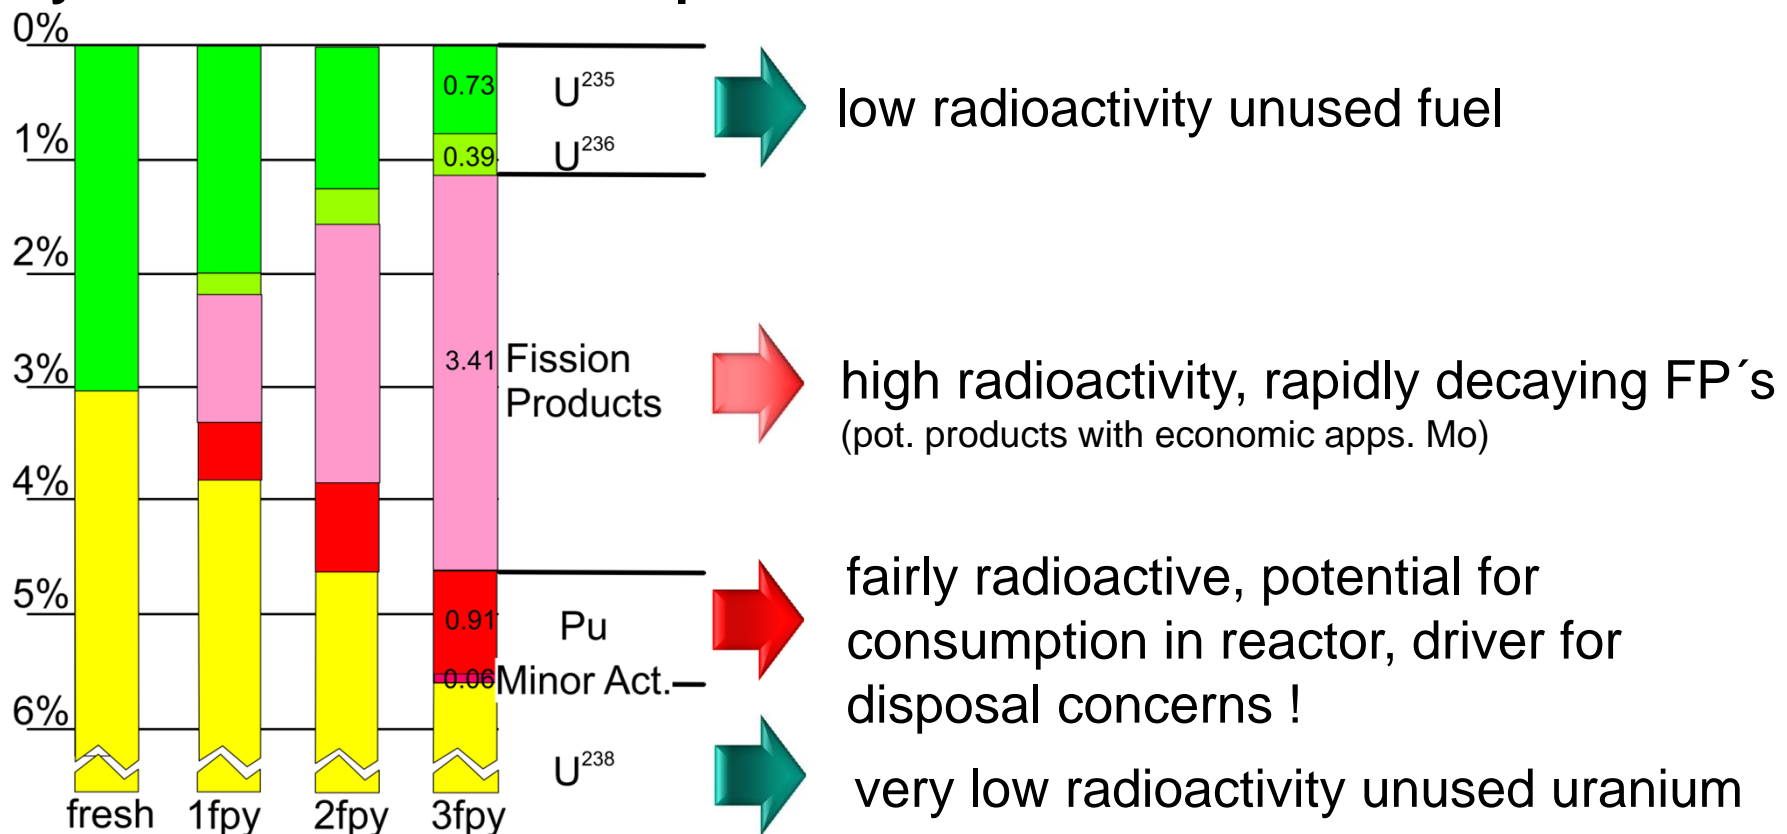 0%
0.73
U²³⁵
low radioactivity unused fuel
1%
0.39
U²³⁶
2%
3%
3.41
Fission
Products
high radioactivity, rapidly decaying FP´s
(pot. products with economic apps. Mo)
4%
5%
0.91
Pu
fairly radioactive, potential for
consumption in reactor, driver for
disposal concerns !
0.06
Minor Act.
6%
U²³⁸
very low radioactivity unused uranium
fresh
1fpy
2fpy
3fpy